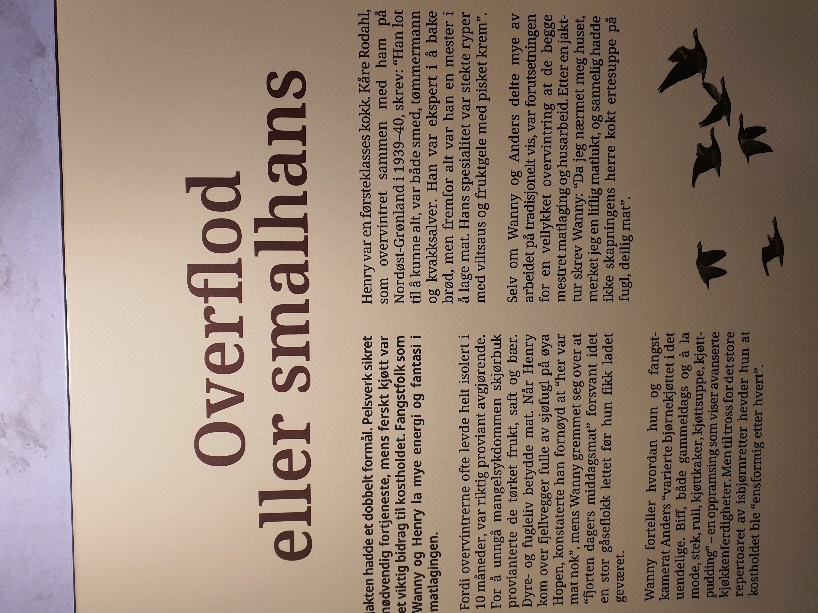 Overflod
eller smalhans
Jakten hadde et dobbelt formål. Pelsverk sikret
nødvendig fortjeneste, mens ferskt kjøtt var
et viktig bidrag til kostholdet. Fangstfolk som
Wanny og Henry la mye energi og fantasi i
matlagingen.
Fordi overvintrerne ofte levde helt isolert i
10 måneder, var riktig proviant avgjørende.
For å unngå mangelsykdommen skjørbuk
provianterte de tørket frukt, saft og bær.
Dyre- og fugleliv betydde mat. Når Henry
kom over fjellvegger fulle av sjøfugl på øya
Hopen, konstaterte han fornøyd at “her var
mat nok”, mens Wanny gremmet seg over at
“fjorten dagers middagsmat” forsvant idet
en stor gåseflokk lettet før hun fikk ladet
geværet.
Wanny forteller hvordan hun og fangst-
kamerat Anders “varierte bjørnekjøttet i det
uendelige. Biff, både gammeldags og à la
mode, stek, rull, kjøttkaker, kjøttsuppe, kjøtt-
pudding” – en oppramsing som viser avanserte
kjøkkenferdigheter. Men til tross for det store
repertoaret av isbjørnretter hevder hun at
kostholdet ble “ensformig etter hvert”.
Henry var en førsteklasses kokk. Kåre Rodahl,
som overvintret sammen med ham på
Nordøst-Grønland i 1939–40, skrev: “Han lot
til å kunne alt, var både smed, tømmermann
og kvakksalver. Han var ekspert i å bake
brød, men fremfor alt var han en mester i
å lage mat. Hans spesialitet var stekte ryper
med viltsaus og fruktgele med pisket krem”.
Selv om Wanny og Anders delte mye av
arbeidet på tradisjonelt vis, var forutsetningen
for en vellykket overvintring at de begge
mestret matlaging og husarbeid. Etter en jakt-
tur skrev Wanny: “Da jeg nærmet meg huset,
merket jeg en liflig matlukt, og sannelig hadde
ikke skapningens herre kokt ertesuppe på
fugl, deilig mat”.